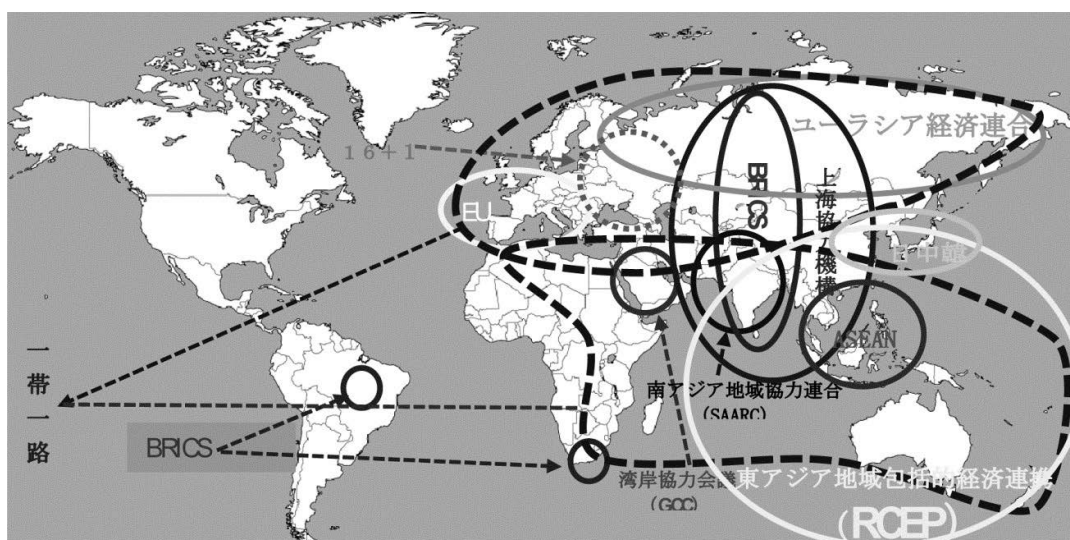 ユーラシア経済連合
16+1
BRICS
上海協力機構
EU
日中韓
ASEAN
一帯一路
南アジア地域協力連合
(SAARC)
BRICS
湾岸協力会議
(GCC)
東アジア地域包括的経済連携
(RCEP)